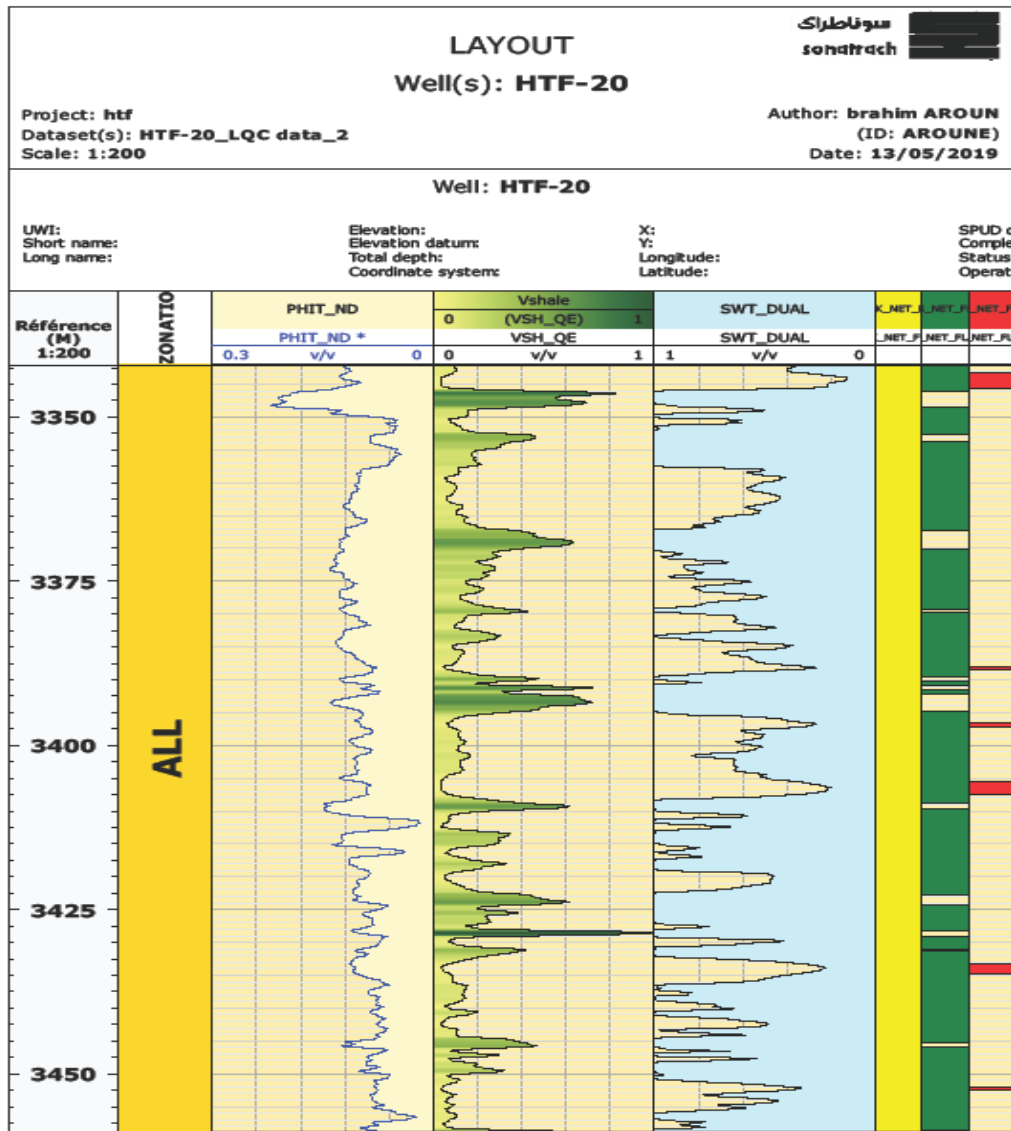 سوناطراك
sonatrach
LAYOUT
Well(s): HTF-20
Project: htf
Author: brahim AROUN
Dataset(s): HTF-20_LQC data_2
(ID: AROUNE)
Scale: 1:200
Date: 13/05/2019
Well: HTF-20
UWI:
Elevation:
X:
SPUD
Short name:
Elevation datum:
Y:
Long name:
Total depth:
Longitude:
Status
Coordinate system:
Latitude:
Référence
(M)
1:200
ZONATIO
PHIT_ND
PHIT_ND *
0.3 v/v 0
Vshale
0 (VSH_QE) 1
VSH_QE
0 v/v 1
SWT_DUAL
SWT_DUAL
1 v/v 0
ALL
3350
3375
3400
3425
3450